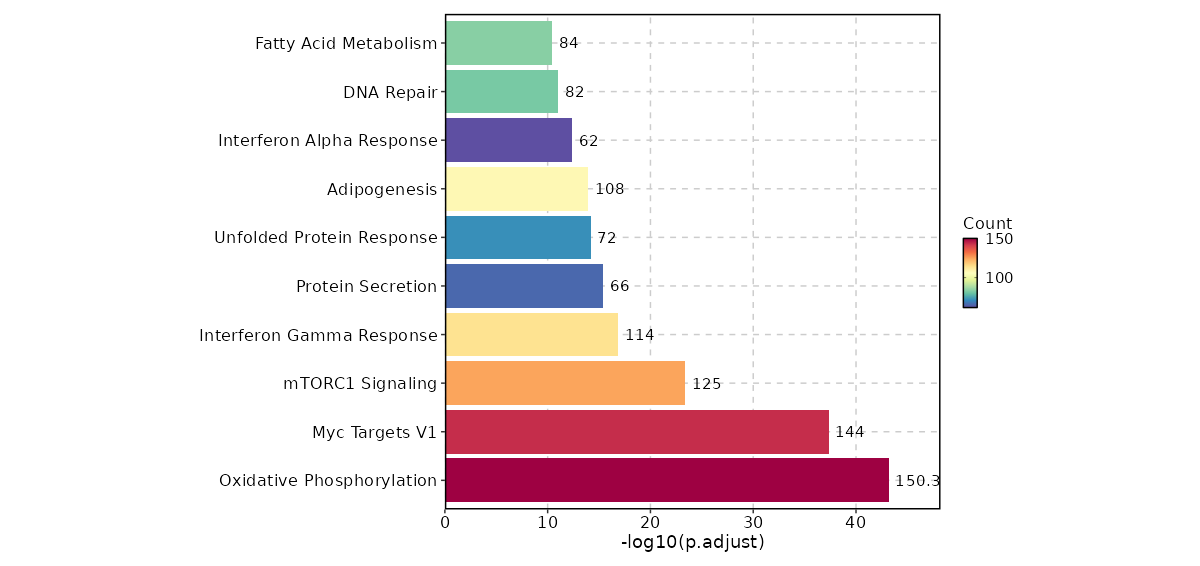 Fatty Acid Metabolism 84
DNA Repair 82
Interferon Alpha Response 62
Adipogenesis 108
Unfolded Protein Response 72
Protein Secretion 66
Interferon Gamma Response 114
mTORC1 Signaling 125
Myc Targets V1 144
Oxidative Phosphorylation 150.3
0 10 20 30 40
-log10(p.adjust)
Count
150
100